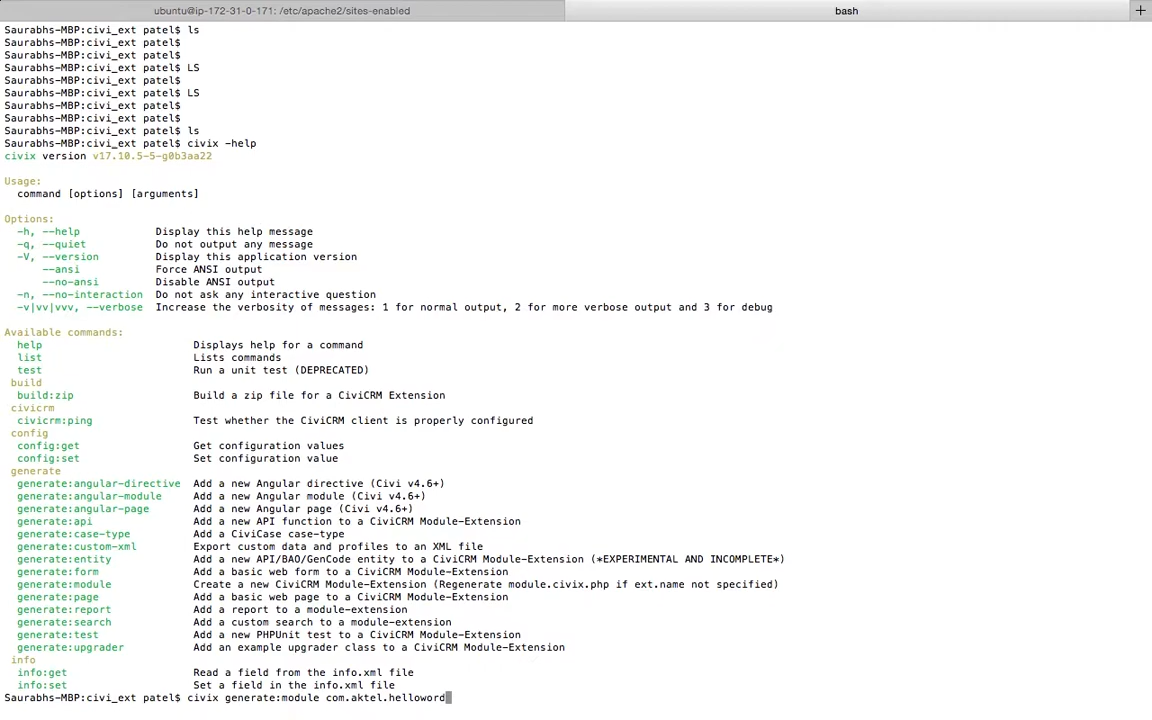 ubuntu@ip-172-31-0-171: /etc/apache2/sites-enabled
bash
+
Saurabhs-MBP:civi_ext patel$ ls
Saurabhs-MBP:civi_ext patel$
Saurabhs-MBP:civi_ext patel$
Saurabhs-MBP:civi_ext patel$ LS
Saurabhs-MBP:civi_ext patel$
Saurabhs-MBP:civi_ext patel$ LS
Saurabhs-MBP:civi_ext patel$
Saurabhs-MBP:civi_ext patel$
Saurabhs-MBP:civi_ext patel$ ls
Saurabhs-MBP:civi_ext patel$ civix -help
civix version v17.10.5-5-g0b3aa22
Usage:
command [options] [arguments]
Options:
-h, --help Display this help message
-q, --quiet Do not output any message
-V, --version Display this application version
--ansi Force ANSI output
--no-ansi Disable ANSI output
-n, --no-interaction Do not ask any interactive question
-v|vv|vvv, --verbose Increase the verbosity of messages: 1 for normal output, 2 for more verbose output and 3 for debug
Available commands:
help Displays help for a command
list Lists commands
test Run a unit test (DEPRECATED)
build
build:zip Build a zip file for a CiviCRM Extension
civicrm
civicrm:ping Test whether the CiviCRM client is properly configured
config
config:get Get configuration values
config:set Set configuration value
generate
generate:angular-directive Add a new Angular directive (Civi v4.6+)
generate:angular-module Add a new Angular module (Civi v4.6+)
generate:angular-page Add a new Angular page (Civi v4.6+)
generate:api Add a new API function to a CiviCRM Module-Extension
generate:case-type Add a CiviCase case-type
generate:custom-xml Export custom data and profiles to an XML file
generate:entity Add a new API/BAO/GenCode entity to a CiviCRM Module-Extension (*EXPERIMENTAL AND INCOMPLETE*)
generate:form Add a basic web form to a CiviCRM Module-Extension
generate:module Create a new CiviCRM Module-Extension (Regenerate module.civix.php if ext.name not specified)
generate:page Add a basic web page to a CiviCRM Module-Extension
generate:report Add a report to a module-extension
generate:search Add a custom search to a module-extension
generate:test Add a new PHPUnit test to a CiviCRM Module-Extension
generate:upgrader Add an example upgrader class to a CiviCRM Module-Extension
info
info:get Read a field from the info.xml file
info:set Set a field in the info.xml file
Saurabhs-MBP:civi_ext patel$ civix generate:module com.aktel.helloword